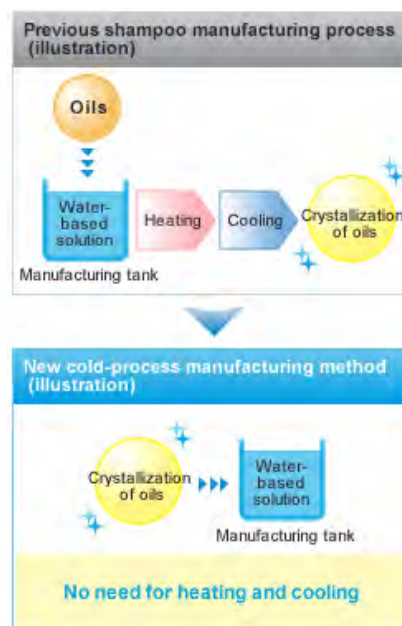 Previous shampoo manufacturing process
(illustration)
Oils
Water-
based
solution
Heating
Cooling
Crystallization
of oils
Manufacturing tank
New cold-process manufacturing method
(illustration)
Crystallization
of oils
Water-
based
solution
Manufacturing tank
No need for heating and cooling